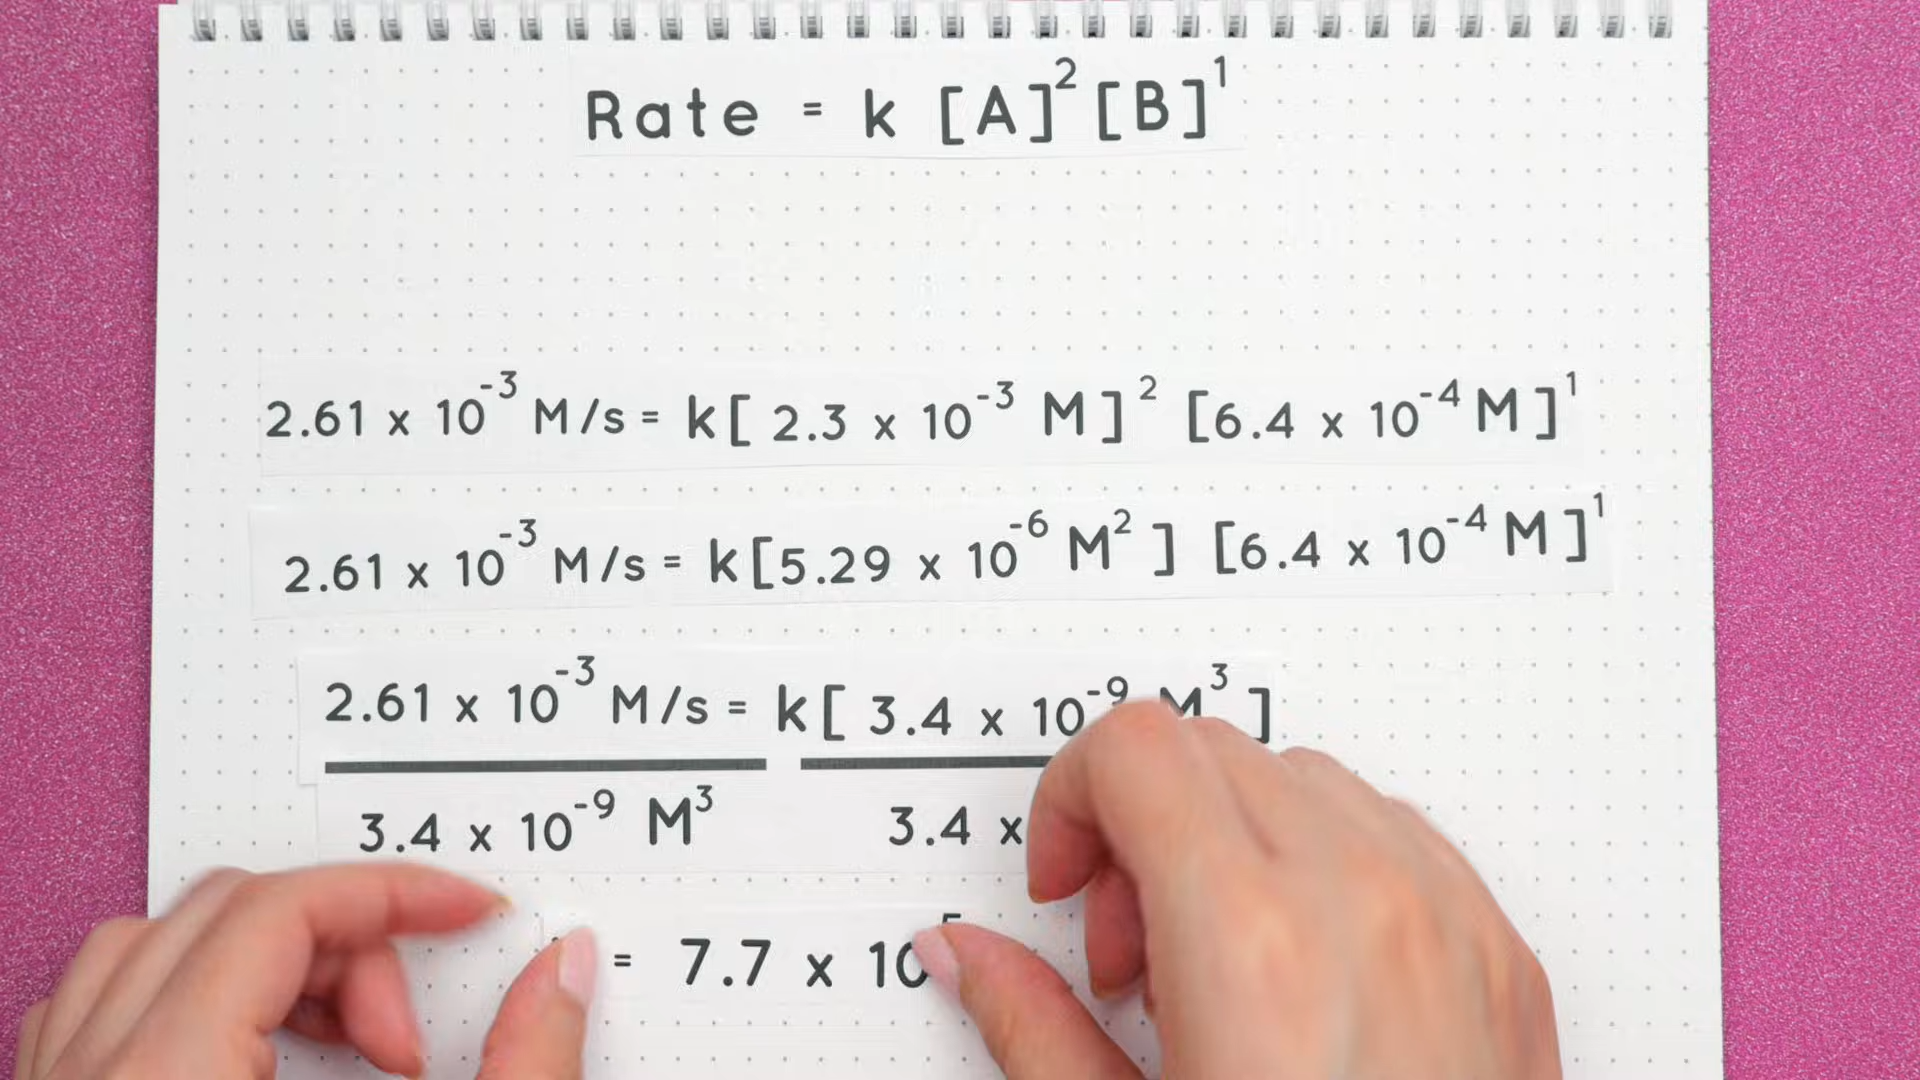 Rate = k [A]² [B]¹
2.61 x 10⁻³ M/s = k[ 2.3 x 10⁻³ M]² [6.4 x 10⁻⁴ M]¹
2.61 x 10⁻³ M/s = k[5.29 x 10⁻⁶ M²] [6.4 x 10⁻⁴ M]¹
2.61 x 10⁻³ M/s = k[ 3.4 x 10⁻⁹ M³]
3.4 x 10⁻⁹ M³ 3.4 x
= 7.7 x 10